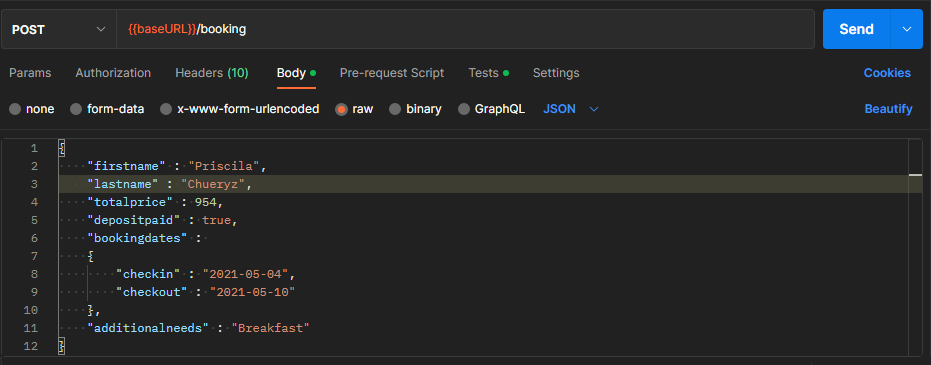 POST {{baseURL}}/booking Send
Params Authorization Headers (10) Body Pre-request Script Tests Settings Cookies
none form-data x-www-form-urlencoded raw binary GraphQL JSON Beautify
1 {
2 "firstname" : "Priscila",
3 "lastname" : "Chueryz",
4 "totalprice" : 954,
5 "depositpaid" : true,
6 "bookingdates" :
7 {
8 "checkin" : "2021-05-04",
9 "checkout" : "2021-05-10"
10 },
11 "additionalneeds" : "Breakfast"
12 }